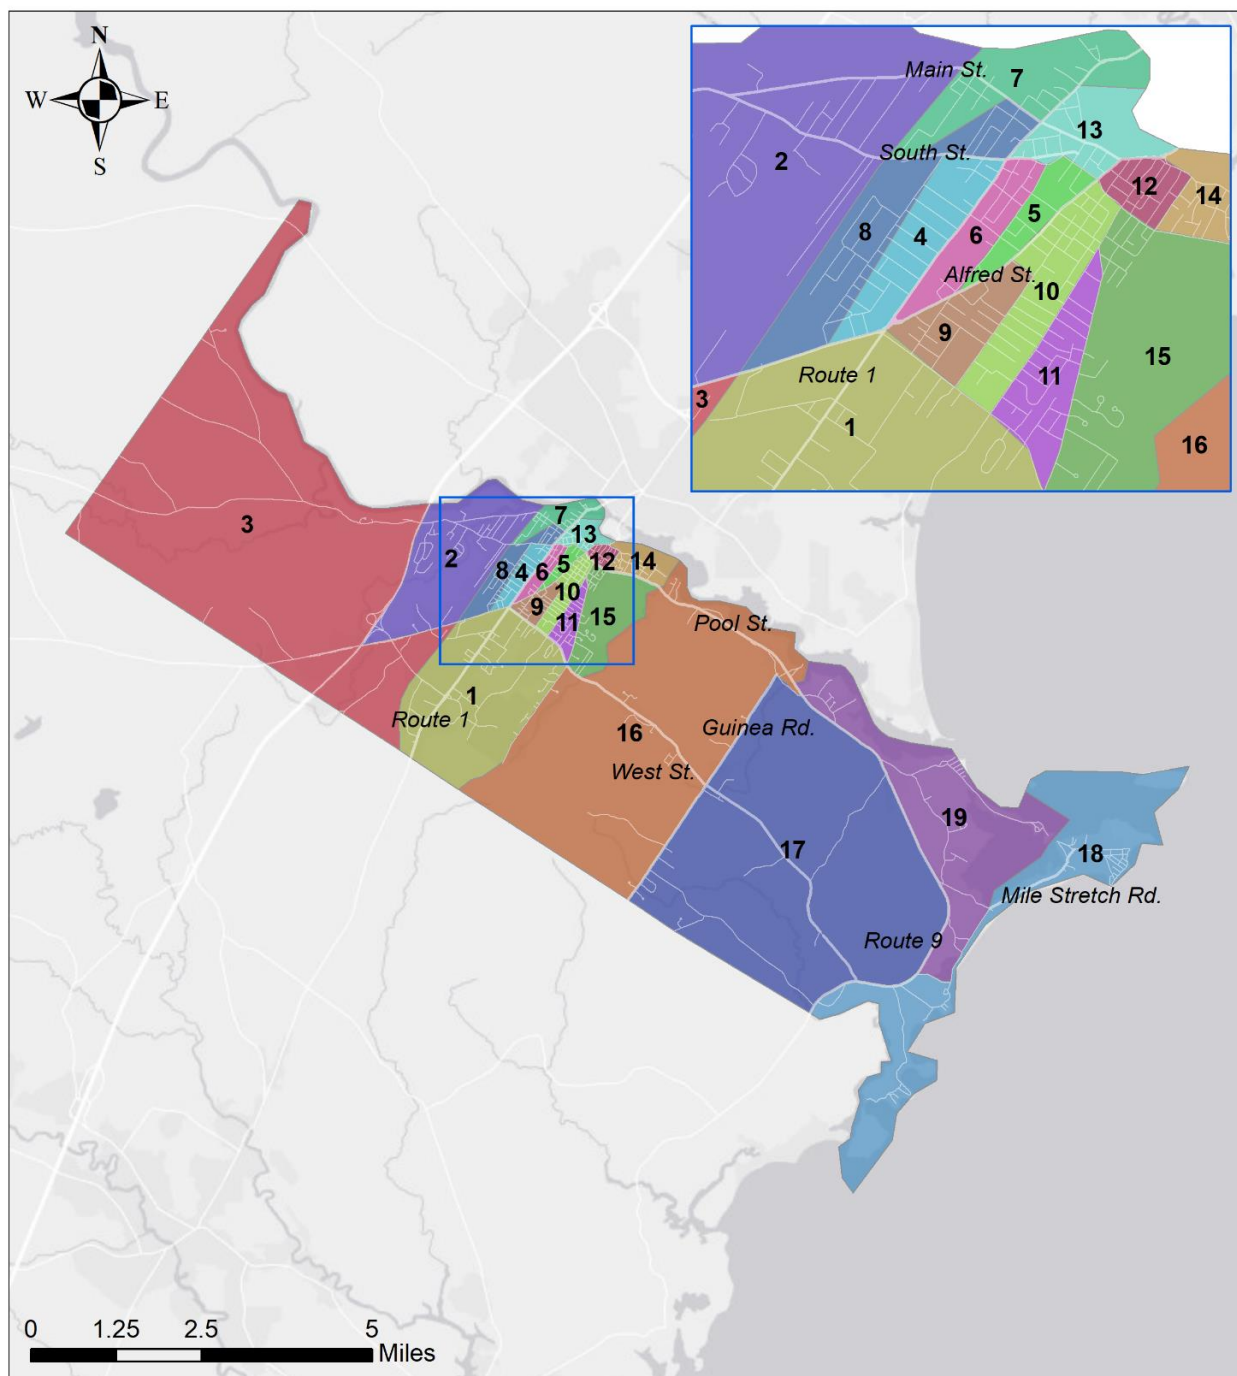 N
W E
S
Main St.
7
13
2
South St.
12
14
5
8
4
6
Alfred St.
10
9
15
11
Route 1
3
1
16
3
7
13
2
8 4 6 5 12 14
10
9
11 15
Pool St.
1
Route 1
16
Guinea Rd.
West St.
19
17
18
Mile Stretch Rd.
Route 9
0 1.25 2.5 5
Miles